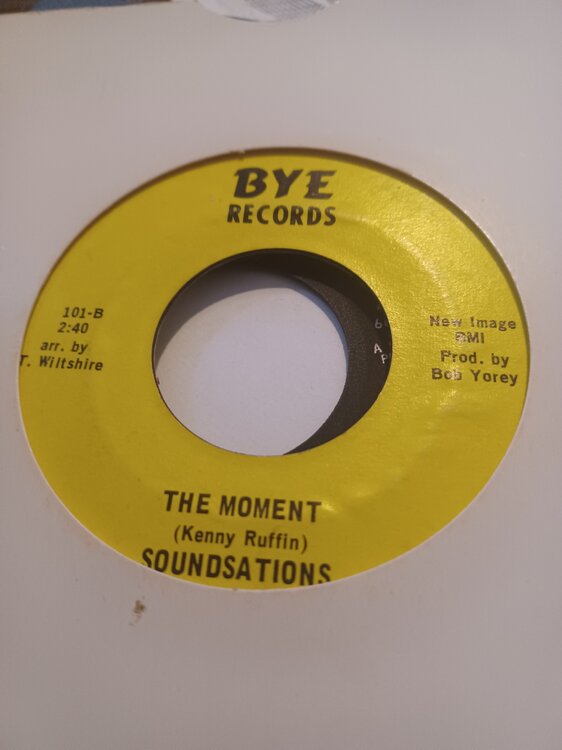 BYE
RECORDS
101-B
2:40
arr. by
T. Wiltshire
New Image
BMI
Prod. by
Bob Yorey
THE MOMENT
(Kenny Ruffin)
SOUNDSATIONS